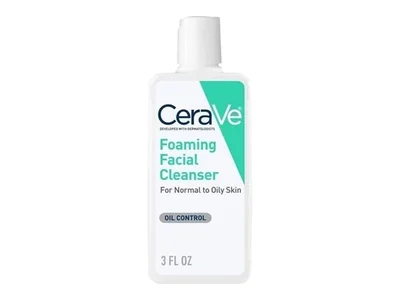 CeraVe
DEVELOPED WITH DERMATOLOGISTS
Foaming
Facial
Cleanser
For Normal to Oily Skin
OIL CONTROL
3 FL OZ